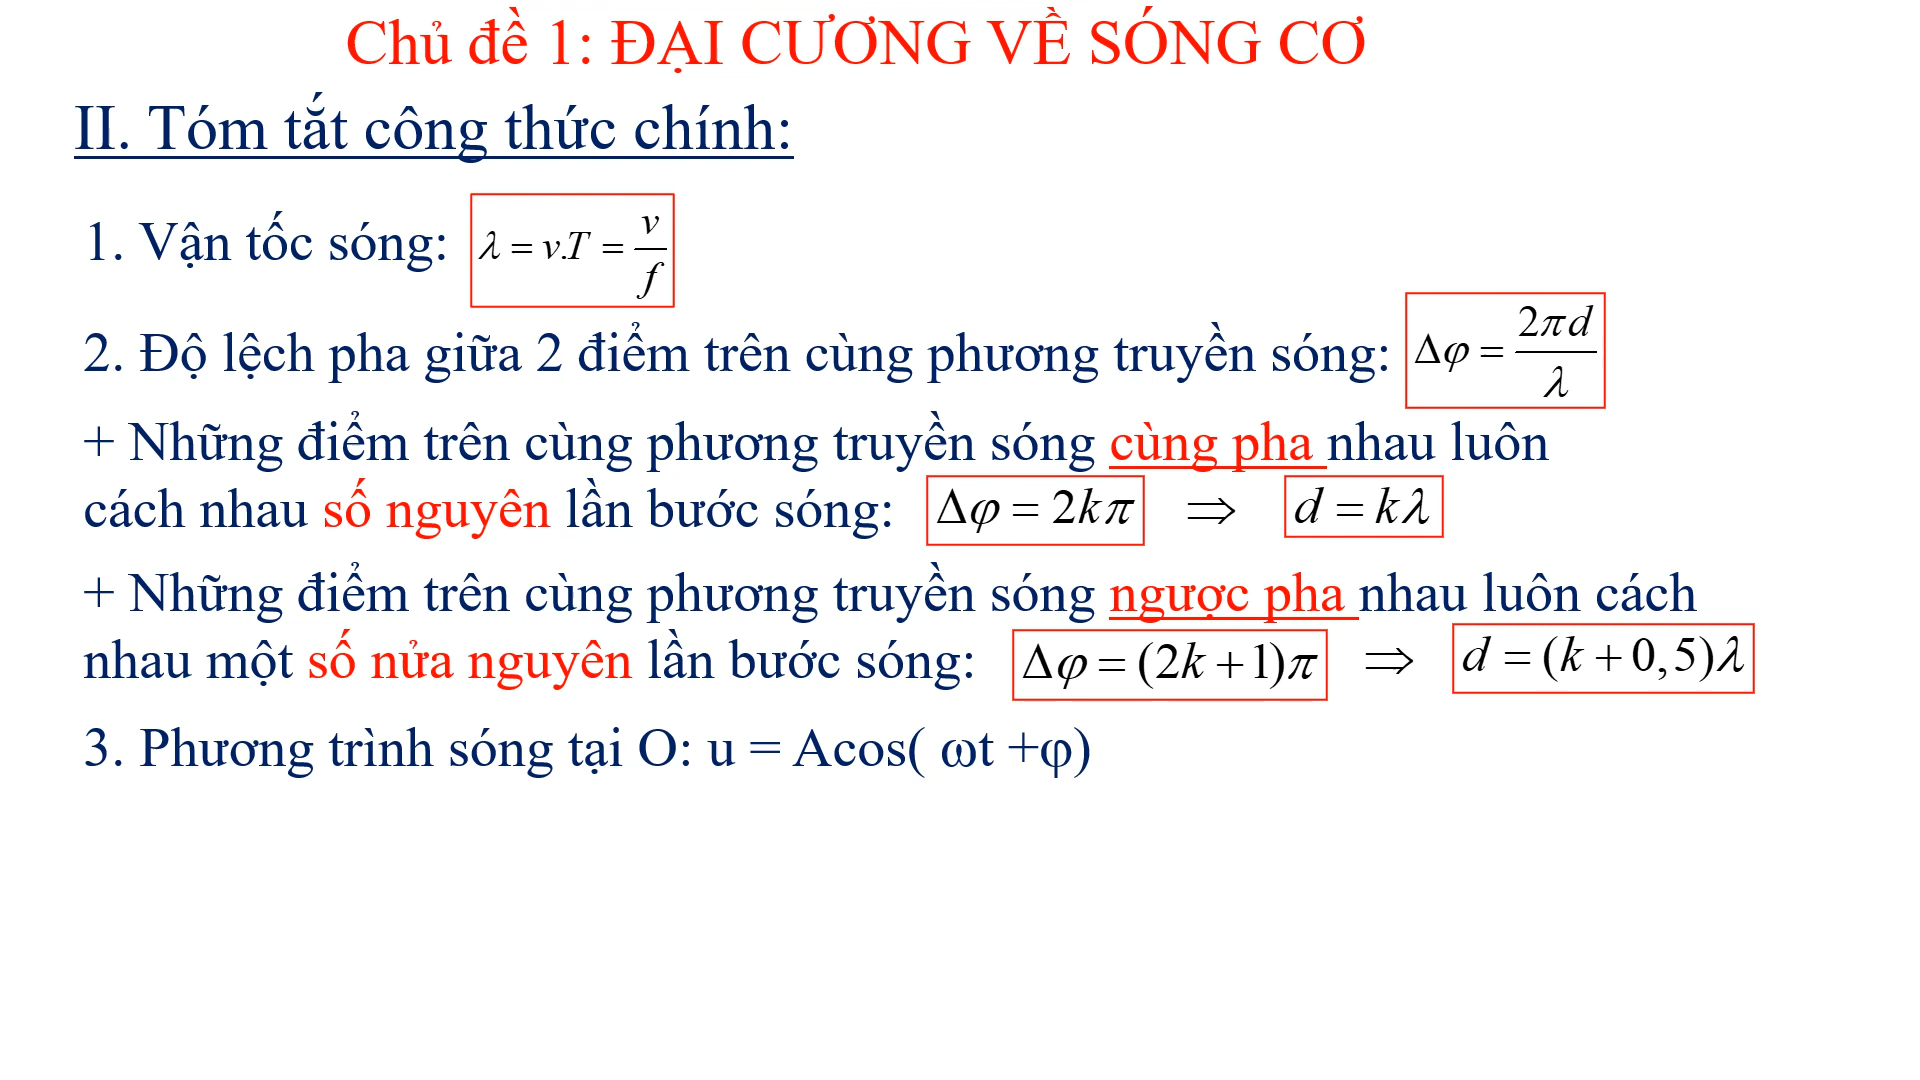 Chủ đề 1: ĐẠI CƯƠNG VỀ SÓNG CƠ
II. Tóm tắt công thức chính:
1. Vận tốc sóng: λ = v.T = v/f
2. Độ lệch pha giữa 2 điểm trên cùng phương truyền sóng: Δφ = 2πd/λ
+ Những điểm trên cùng phương truyền sóng cùng pha nhau luôn
cách nhau số nguyên lần bước sóng: Δφ = 2kπ ⇒ d = kλ
+ Những điểm trên cùng phương truyền sóng ngược pha nhau luôn cách
nhau một số nửa nguyên lần bước sóng: Δφ = (2k+1)π ⇒ d = (k+0,5)λ
3. Phương trình sóng tại O: u = Acos( ωt +φ)